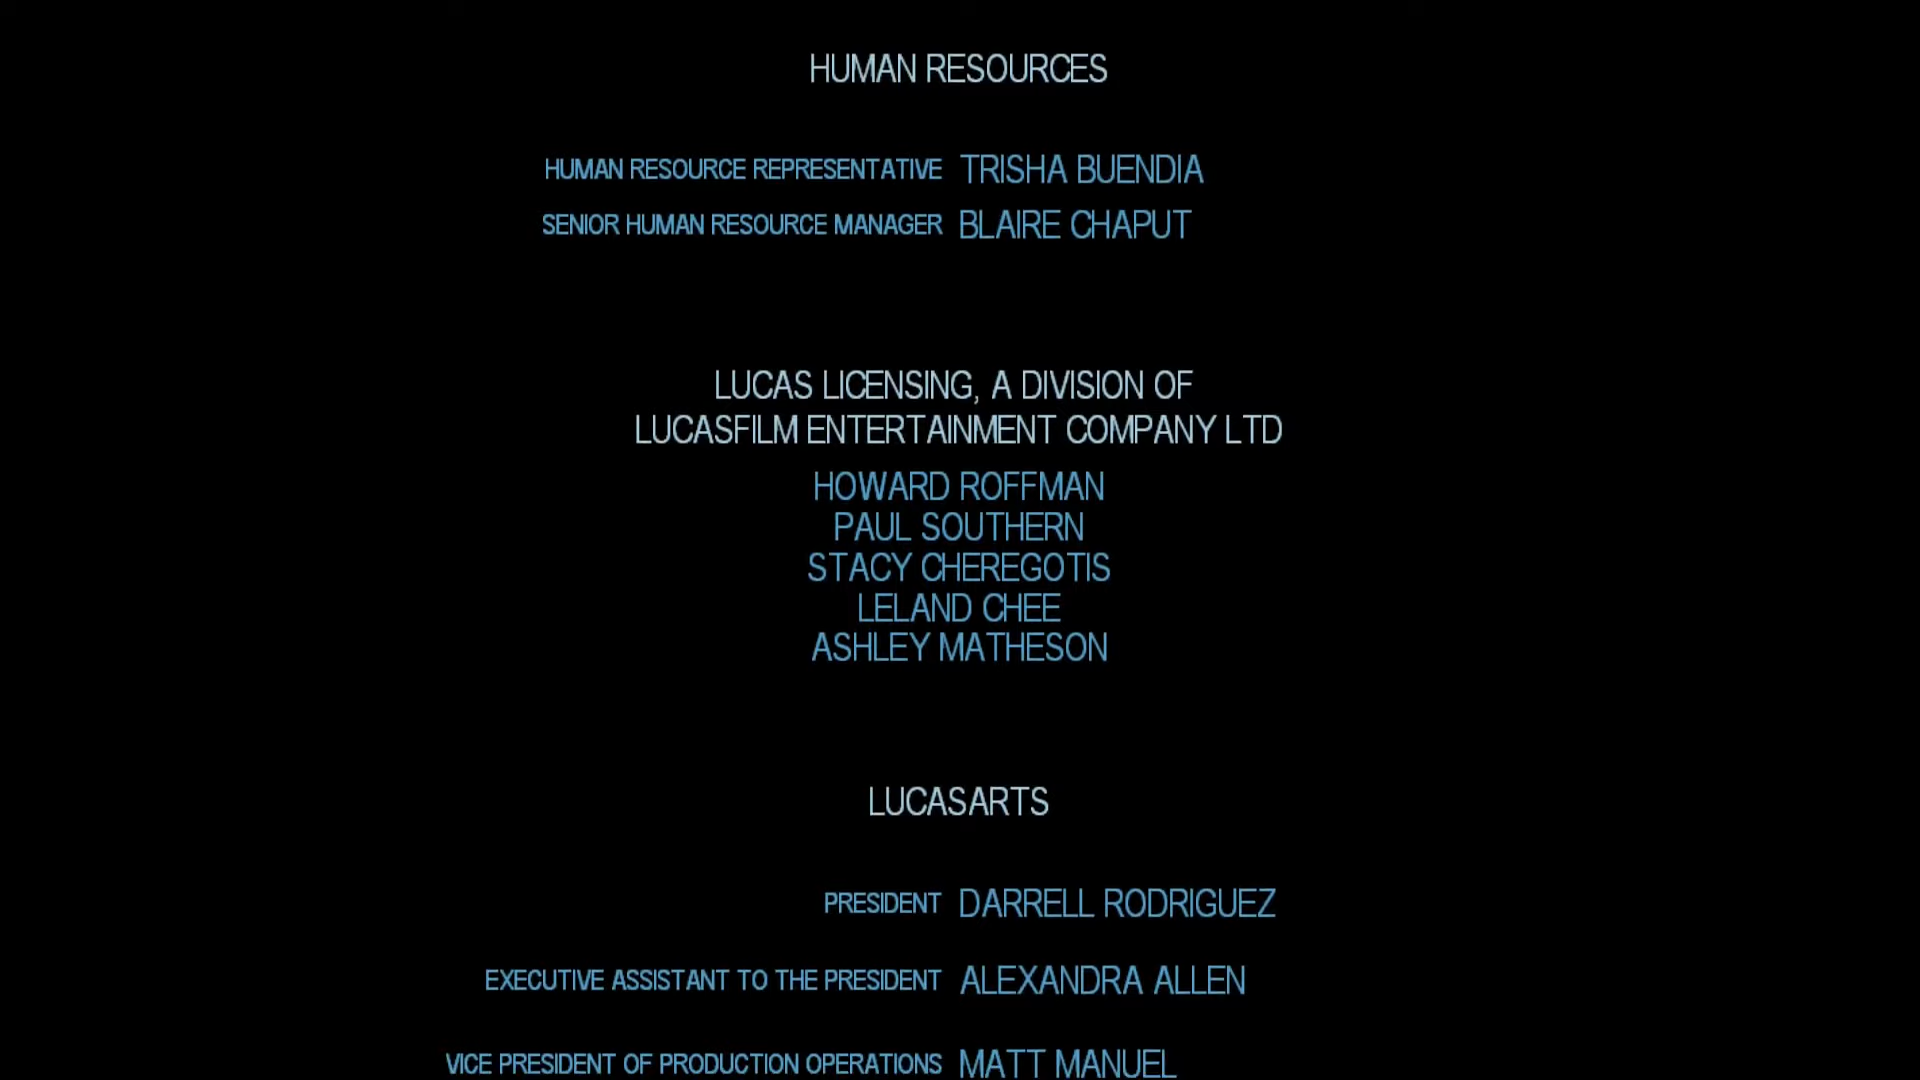 HUMAN RESOURCES
HUMAN RESOURCE REPRESENTATIVE TRISHA BUENDIA
SENIOR HUMAN RESOURCE MANAGER BLAIRE CHAPUT
LUCAS LICENSING, A DIVISION OF
LUCASFILM ENTERTAINMENT COMPANY LTD
HOWARD ROFFMAN
PAUL SOUTHERN
STACY CHEREGOTIS
LELAND CHEE
ASHLEY MATHESON
LUCASARTS
PRESIDENT DARRELL RODRIGUEZ
EXECUTIVE ASSISTANT TO THE PRESIDENT ALEXANDRA ALLEN
VICE PRESIDENT OF PRODUCTION OPERATIONS MATT MANUEL